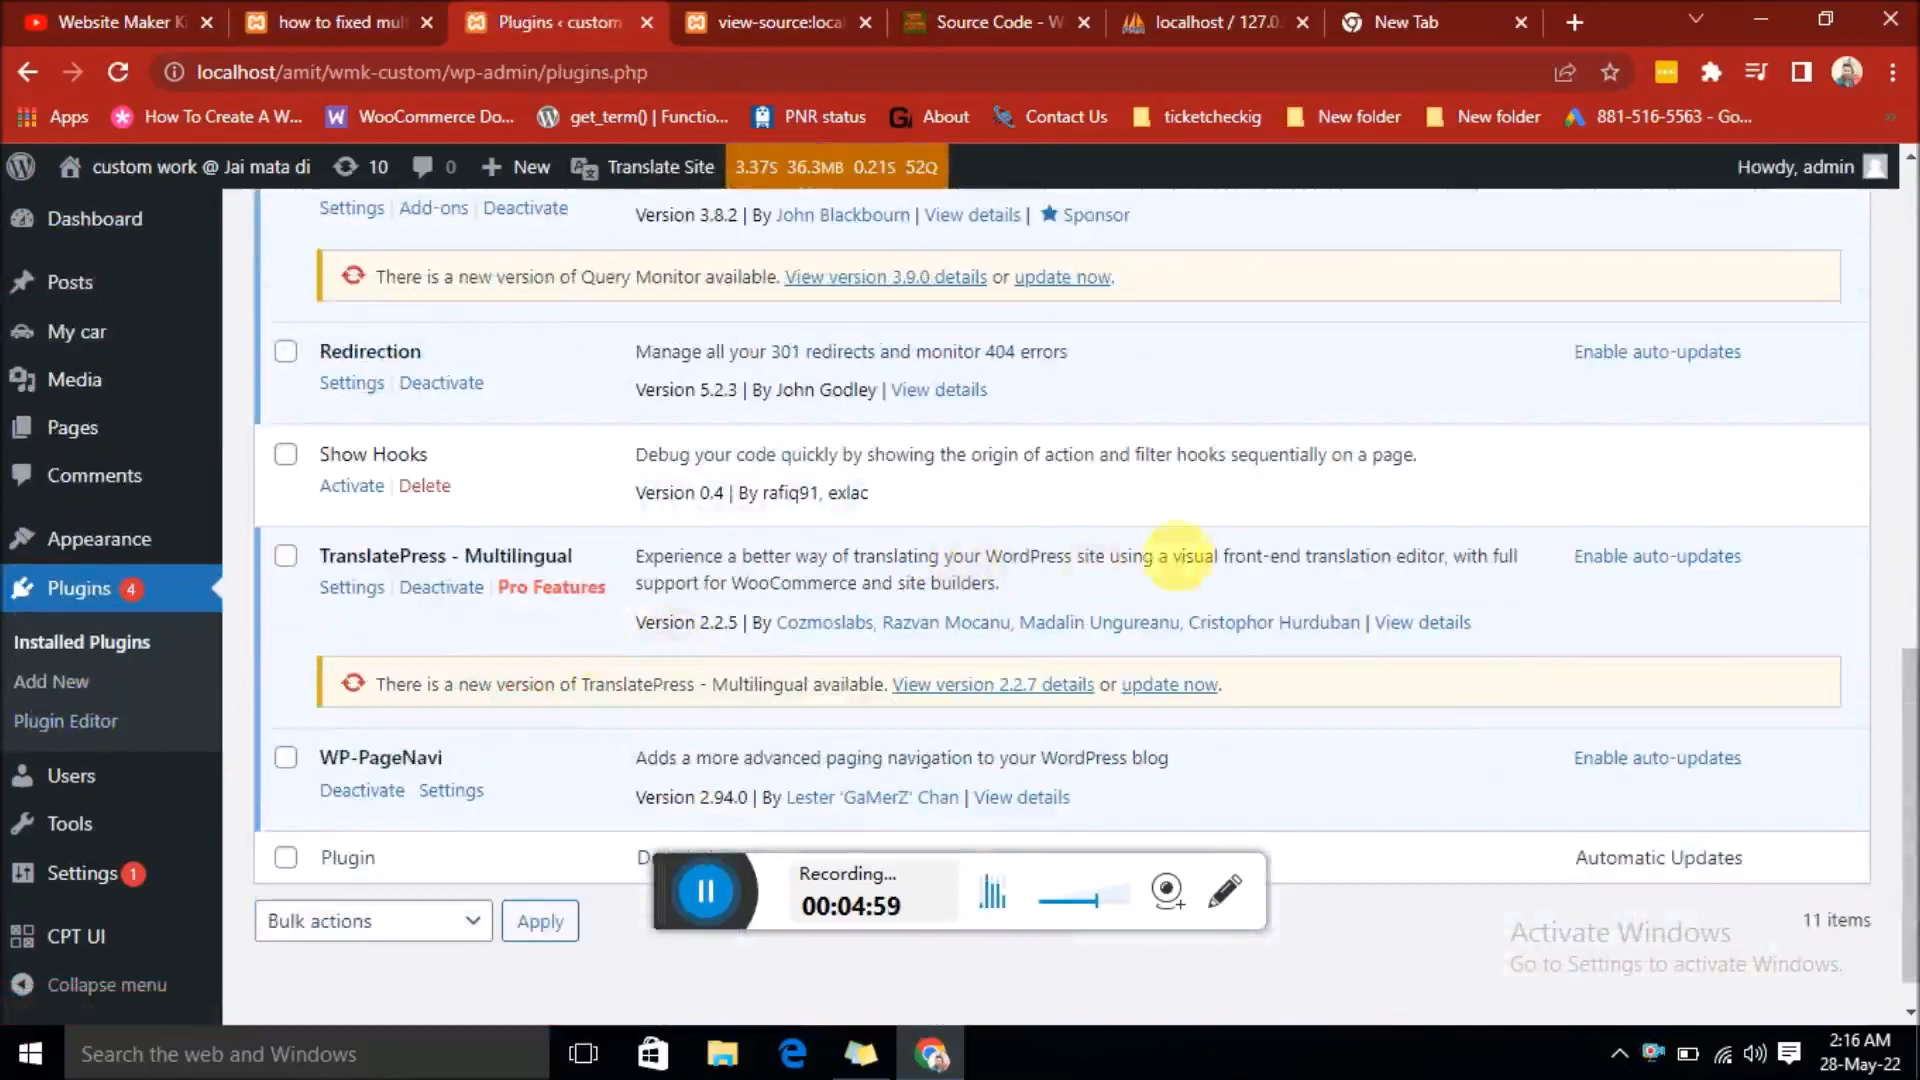 Website Maker K
how to fixed mul
Plugins ‹ custom
view-source:loca
Source Code - W
localhost / 127.0.
New Tab
localhost/amit/wmk-custom/wp-admin/plugins.php
Apps
How To Create A W...
WooCommerce Do...
get_term() | Functio...
PNR status
About
Contact Us
ticketcheckig
New folder
New folder
881-516-5563 - Go...
custom work @ Jai mata di
10
0
New
Translate Site
3.37S 36.3MB 0.21S 52Q
Howdy, admin
Dashboard
Posts
My car
Media
Pages
Comments
Appearance
Plugins 4
Installed Plugins
Add New
Plugin Editor
Users
Tools
Settings 1
CPT UI
Collapse menu
Settings | Add-ons | Deactivate
Version 3.8.2 | By John Blackbourn | View details | Sponsor
There is a new version of Query Monitor available. View version 3.9.0 details or update now.
Redirection
Settings | Deactivate
Manage all your 301 redirects and monitor 404 errors
Version 5.2.3 | By John Godley | View details
Enable auto-updates
Show Hooks
Activate | Delete
Debug your code quickly by showing the origin of action and filter hooks sequentially on a page.
Version 0.4 | By rafiq91, exlac
TranslatePress - Multilingual
Settings | Deactivate | Pro Features
Experience a better way of translating your WordPress site using a visual front-end translation editor, with full
support for WooCommerce and site builders.
Version 2.2.5 | By Cozmoslabs, Razvan Mocanu, Madalin Ungureanu, Cristophor Hurduban | View details
Enable auto-updates
There is a new version of TranslatePress - Multilingual available. View version 2.2.7 details or update now.
WP-PageNavi
Deactivate Settings
Adds a more advanced paging navigation to your WordPress blog
Version 2.94.0 | By Lester 'GaMerZ' Chan | View details
Enable auto-updates
Plugin
Automatic Updates
Bulk actions
Apply
11 items
Recording...
00:04:59
Activate Windows
Go to Settings to activate Windows.
Search the web and Windows
2:16 AM
28-May-22